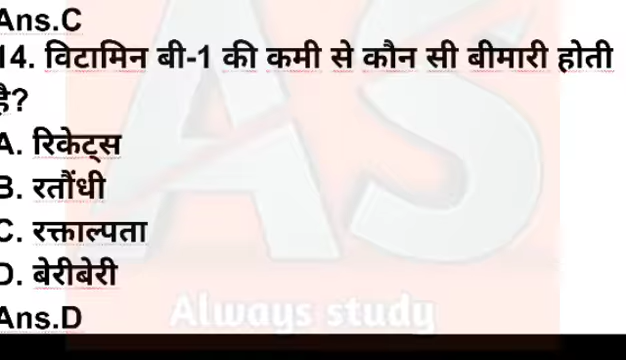 Ans.C
14. विटामिन बी-1 की कमी से कौन सी बीमारी होती
है?
A. रिकेट्स
B. रतौंधी
C. रक्ताल्पता
D. बेरीबेरी
Always study
Ans.D